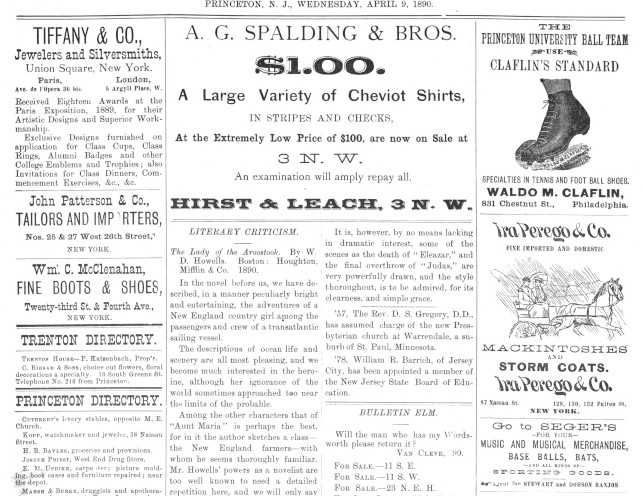 PRINCETON, N. J., WEDNESDAY, APRIL 9, 1890.
TIFFANY & CO.,
Jewelers and Silversmiths,
Union Square, New York.
Paris, London,
Ave. de l'Opera 36 bis. 5 Argyll Place, W.
Received Eighteen Awards at the
Paris Exposition, 1889, for their
Artistic Designs and Superior Work-
manship.
Exclusive Designs furnished on
application for Class Cups, Class
Rings, Alumni Badges and other
College Emblems and Trophies; also
Invitations for Class Dinners, Com-
mencement Exercises, &c., &c.
John Patterson & Co.,
TAILORS AND IMP RTERS,
Nos. 25 & 27 West 26th Street,
NEW YORK.
Wm. C. McClenahan,
FINE BOOTS & SHOES,
Twenty-third St, & Fourth Ave.,
NEW YORK.
TRENTON DIRECTORY.
TRENTON HOUSE—P. Katzenbach, Prop'r.
C. RIBSAM & SONS, choice cut flowers, floral
decorations a specialty. 20 South Greene St.
Telephone No. 210 from Princeton.
PRINCETON DIRECTORY.
CUTHBERT'S livery stables, opposite M. E.
Church.
KOPP, watchmaker and jeweler, 38 Nassau
Street.
H. B. BAYLES, groceries and provisions.
JOSEPH PRIEST, West End Drug Store.
E. M. UPDIKE, carpenter; picture mold-
ing, book cases and furniture repaired; near
the depot.
MARSH & BURKE, druggists and apothe-
A. G. SPALDING & BROS.
$1.00.
A Large Variety of Cheviot Shirts,
IN STRIPES AND CHECKS,
At the Extremely Low Price of $100, are now on Sale at
3 N. W.
An examination will amply repay all.
HIRST & LEACH, 3 N. W.
LITERARY CRITICISM.
The Lady of the Aroostook. By W.
D. Howells. Boston: Houghton,
Mifflin & Co. 1890.
In the novel before us, we have de-
scribed, in a manner peculiarly bright
and entertaining, the adventures of a
New England country girl among the
passengers and crew of a transatlantic
sailing vessel.
The descriptions of ocean life and
scenery are all most pleasing, and we
become much interested in the hero-
ine, although her ignorance of the
world sometimes approached too near
the limits of the probable.
Among the other characters that of
"Aunt Maria" is perhaps the best,
for in it the author sketches a class—
the New England farmers—with
whom he seems thoroughly familiar.
Mr. Howells' powers as a novelist are
too well known to need a detailed
repetition here, and we will only say
It is, however, by no means lacking
in dramatic interest, some of the
scenes as the death of "Eleazar," and
the final overthrow of "Judas," are
very powerfully drawn, and the style
thoroughout, is to be admired, for its
clearness, and simple grace.
'57, The Rev. D. S. Gregory, D.D.,
has assumed charge of the new Pres-
byterian church at Warrendale, a sub-
urb of St. Paul, Minnesota.
'78, William R. Barrich, of Jersey
City, has been appointed a member of
the New Jersey State Board of Edu-
cation.
BULLETIN ELM.
Will the man who has my Words-
worth please return it?
VAN CLEVE, '90.
FOR SALE.—11 S. E.
FOR SALE.—11 S. W.
FOR SALE.—23 N. E. H.
THE
PRINCETON UNIVERSITY BALL TEAM
-USE-
CLAFLIN'S STANDARD
SPECIALTIES IN TENNIS AND FOOT BALL SHOES.
WALDO M. CLAFLIN,
831 Chestnut St., Philadelphia.
Ira Perego & Co.
FINE IMPORTED AND DOMESTIC
MACKINTOSHES
AND
STORM COATS.
Ira Perego & Co.
87 Nassau St. 128, 130, 132 Fulton St,
NEW YORK.
Go to SEGER'S
-FOR YOUR-
MUSIC AND MUSICAL MERCHANDISE,
BASE BALLS, BATS,
-AND ALL KINDS OF-
SPORTING GOODS.
Agent for STEWART and DOBSON BANJOS.